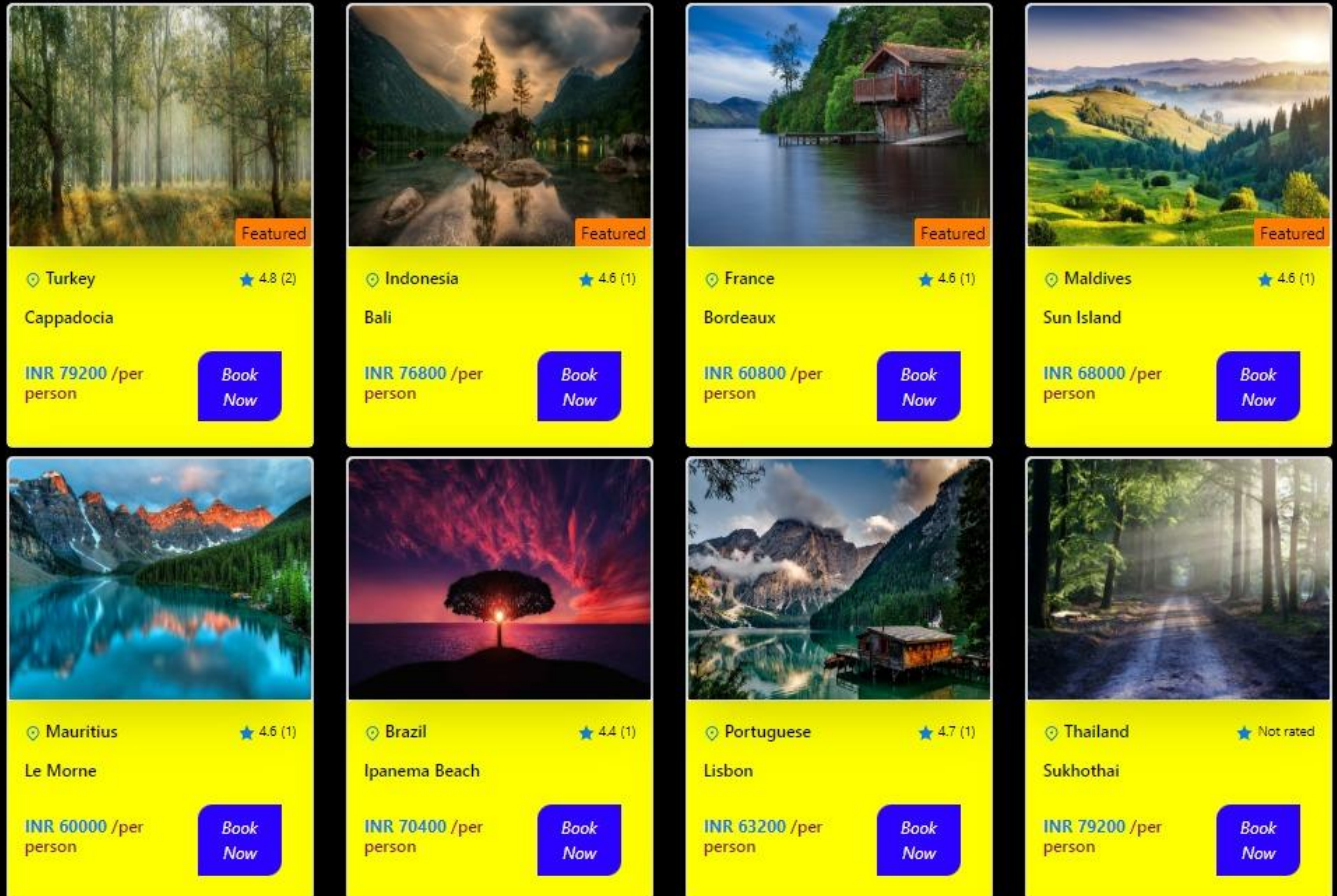 Featured
Featured
Featured
Featured
Turkey 4.8 (2)
Indonesia 4.6 (1)
France 4.6 (1)
Maldives 4.6 (1)
Cappadocia
Bali
Bordeaux
Sun Island
INR 79200 /per
person
Book
Now
INR 76800 /per
person
Book
Now
INR 60800 /per
person
Book
Now
INR 68000 /per
person
Book
Now
Mauritius 4.6 (1)
Brazil 4.4 (1)
Portuguese 4.7 (1)
Thailand Not rated
Le Morne
Ipanema Beach
Lisbon
Sukhothai
INR 60000 /per
person
Book
Now
INR 70400 /per
person
Book
Now
INR 63200 /per
person
Book
Now
INR 79200 /per
person
Book
Now